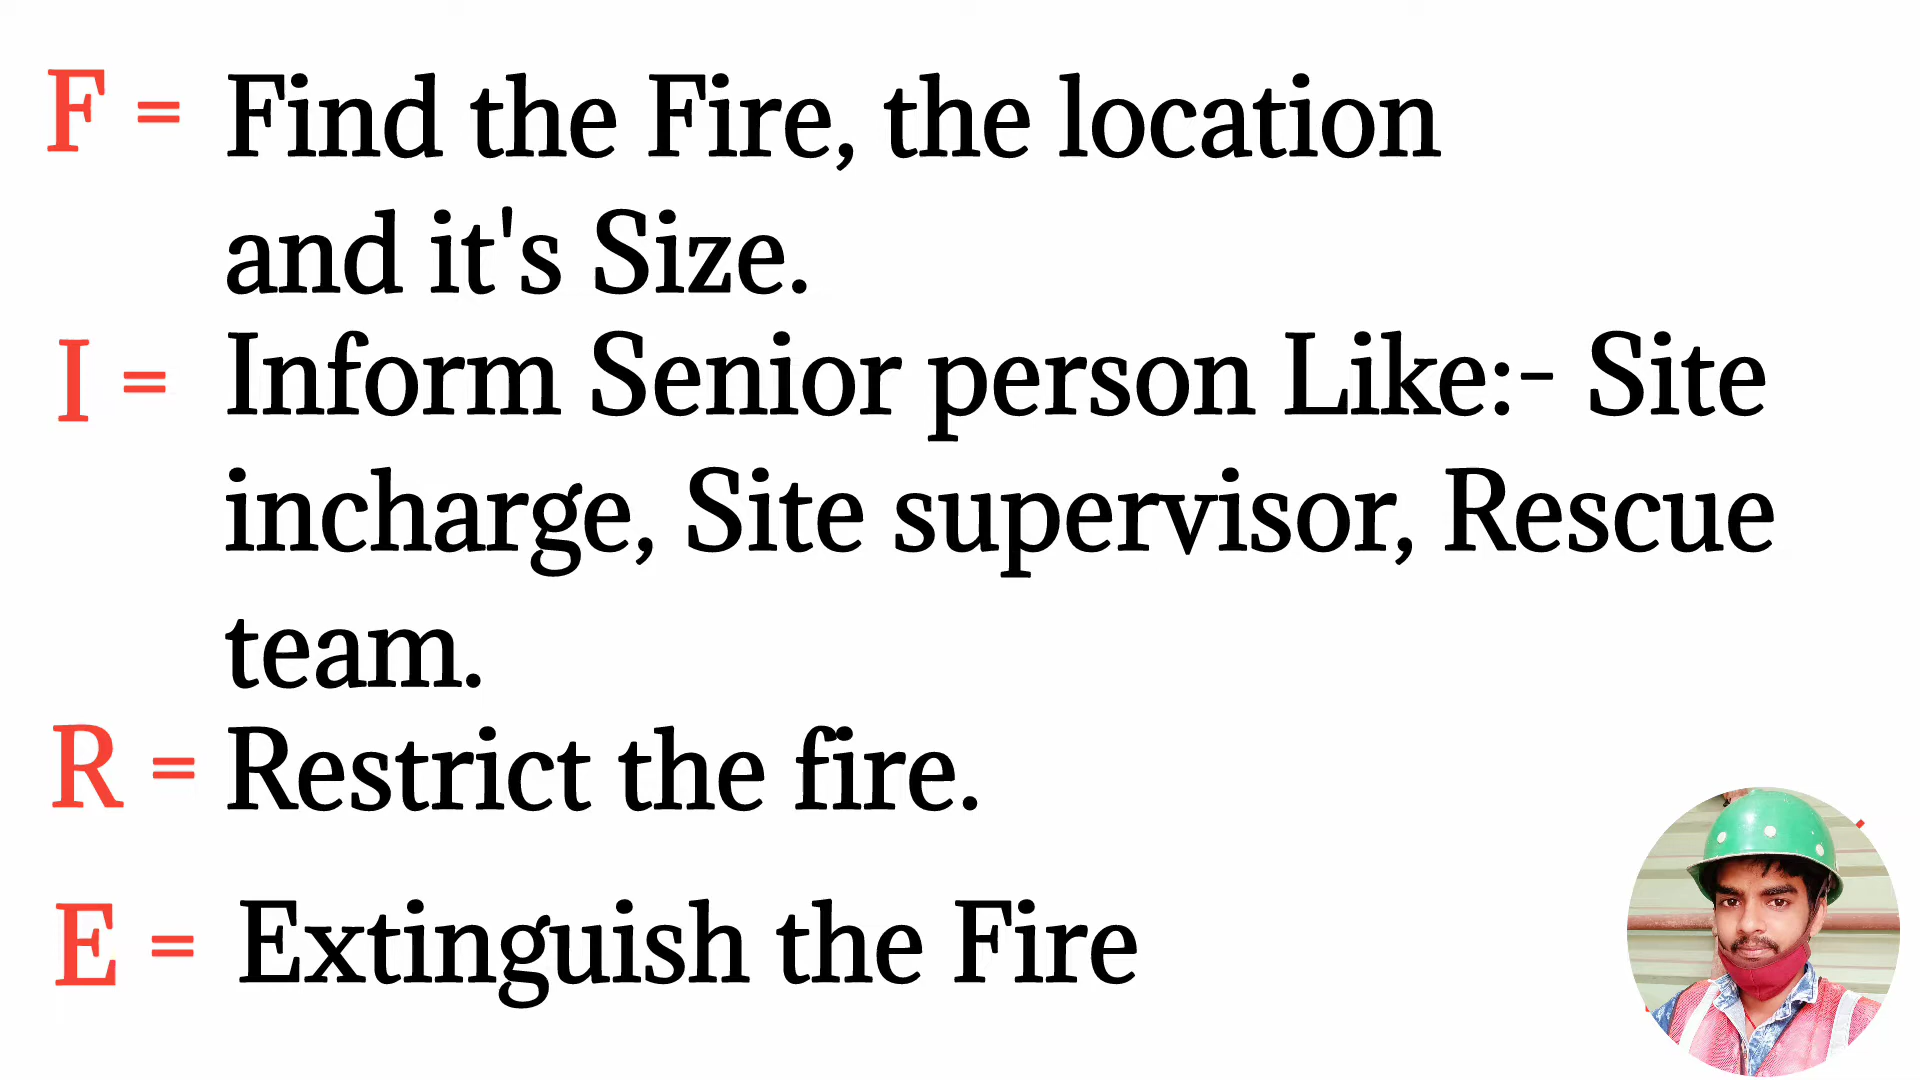 F = Find the Fire, the location
and it's Size.
I = Inform Senior person Like:- Site
incharge, Site supervisor, Rescue
team.
R = Restrict the fire.
E = Extinguish the Fire